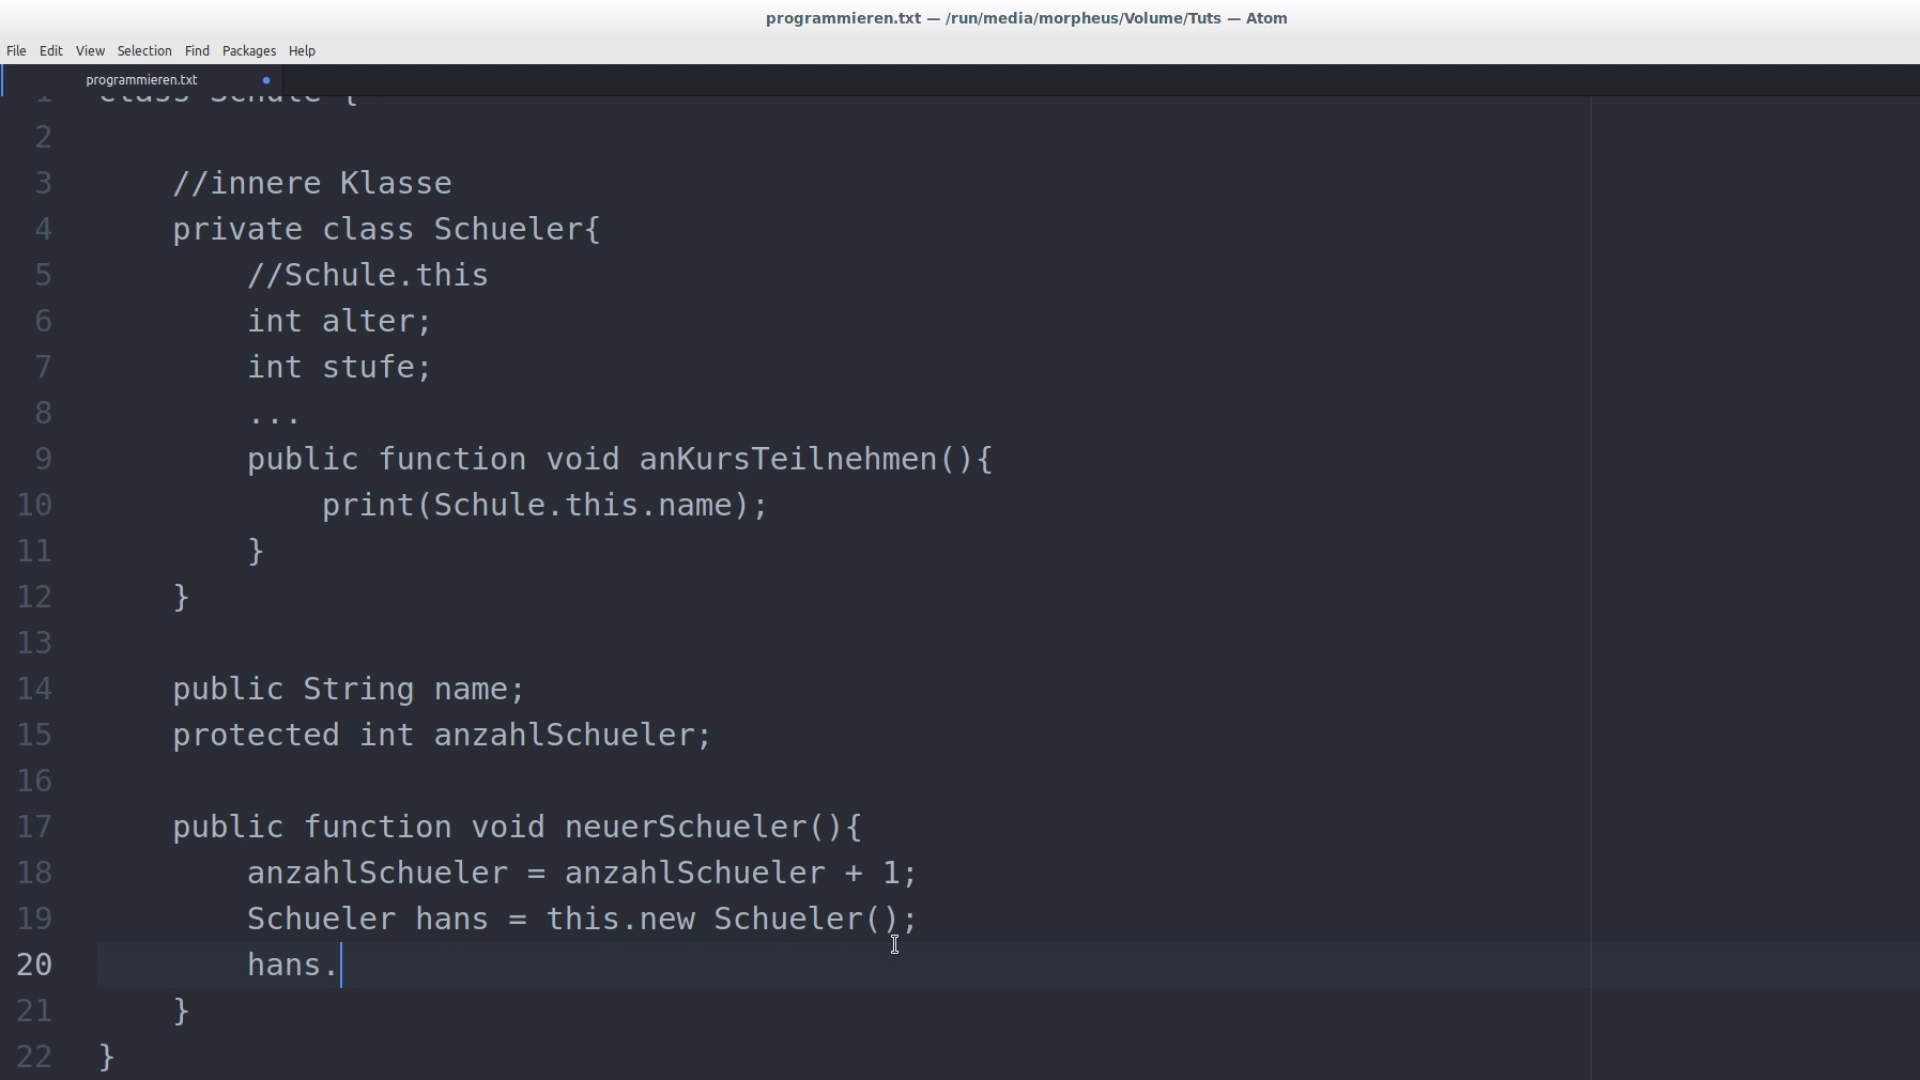 programmieren.txt — /run/media/morpheus/Volume/Tuts — Atom
File Edit View Selection Find Packages Help
programmieren.txt
1 class Schule {
2
3 //innere Klasse
4 private class Schueler{
5 //Schule.this
6 int alter;
7 int stufe;
8 ...
9 public function void anKursTeilnehmen(){
10 print(Schule.this.name);
11 }
12 }
13
14 public String name;
15 protected int anzahlSchueler;
16
17 public function void neuerSchueler(){
18 anzahlSchueler = anzahlSchueler + 1;
19 Schueler hans = this.new Schueler();
20 hans.
21 }
22 }